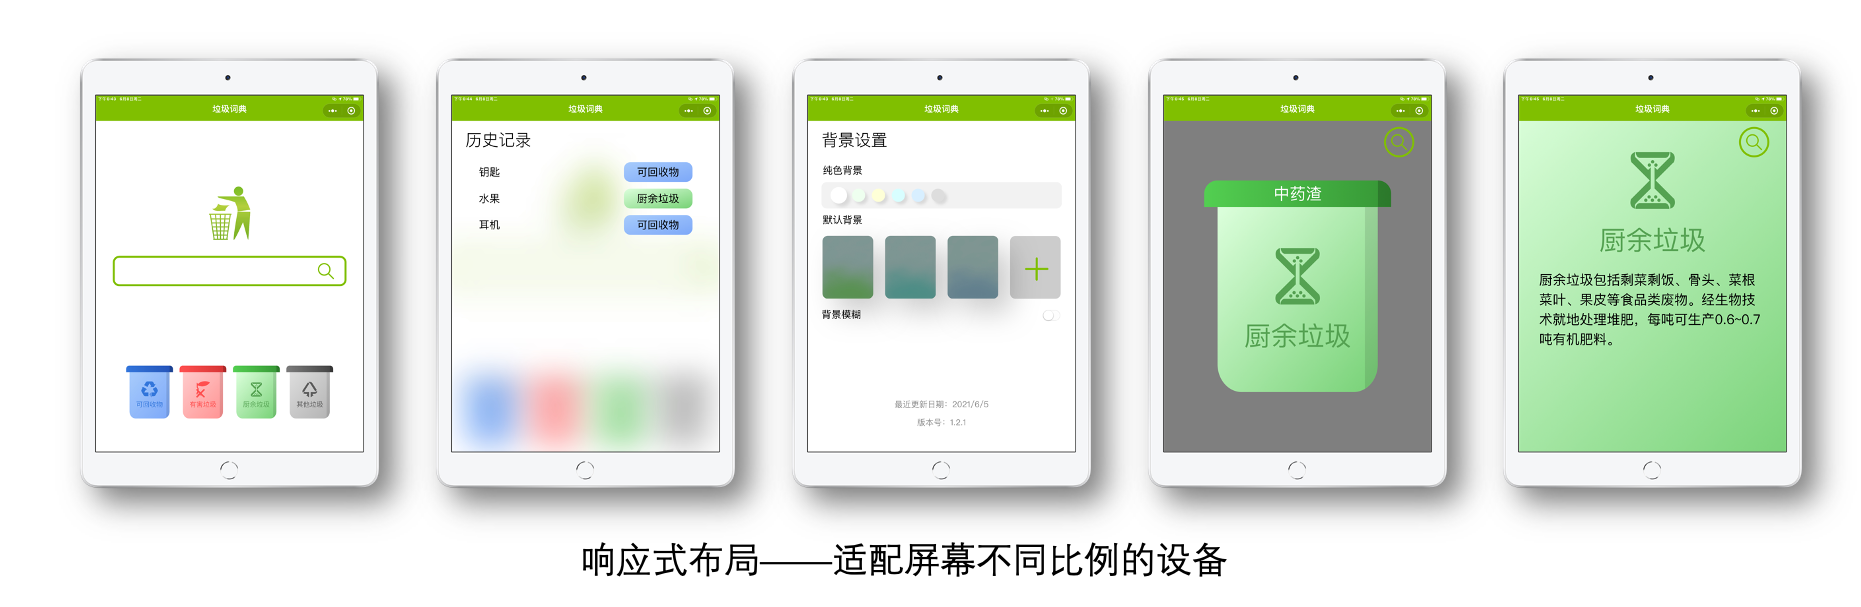 垃圾词典
可回收物
有害垃圾
厨余垃圾
其他垃圾
垃圾词典
历史记录
钥匙 可回收物
水果 厨余垃圾
耳机 可回收物
垃圾词典
背景设置
纯色背景
默认背景
背景模糊
最近更新日期：2021/6/5
版本号：1.2.1
垃圾词典
中药渣
厨余垃圾
垃圾词典
厨余垃圾
厨余垃圾包括剩菜剩饭、骨头、菜根
菜叶、果皮等食品类废物。经生物技
术就地处理堆肥，每吨可生产0.6~0.7
吨有机肥料。
响应式布局——适配屏幕不同比例的设备